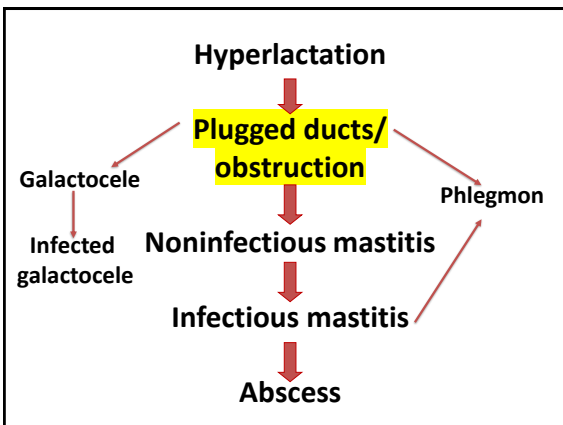 Hyperlactation
Plugged ducts/
obstruction
Galactocele
Phlegmon
Infected
galactocele
Noninfectious mastitis
Infectious mastitis
Abscess